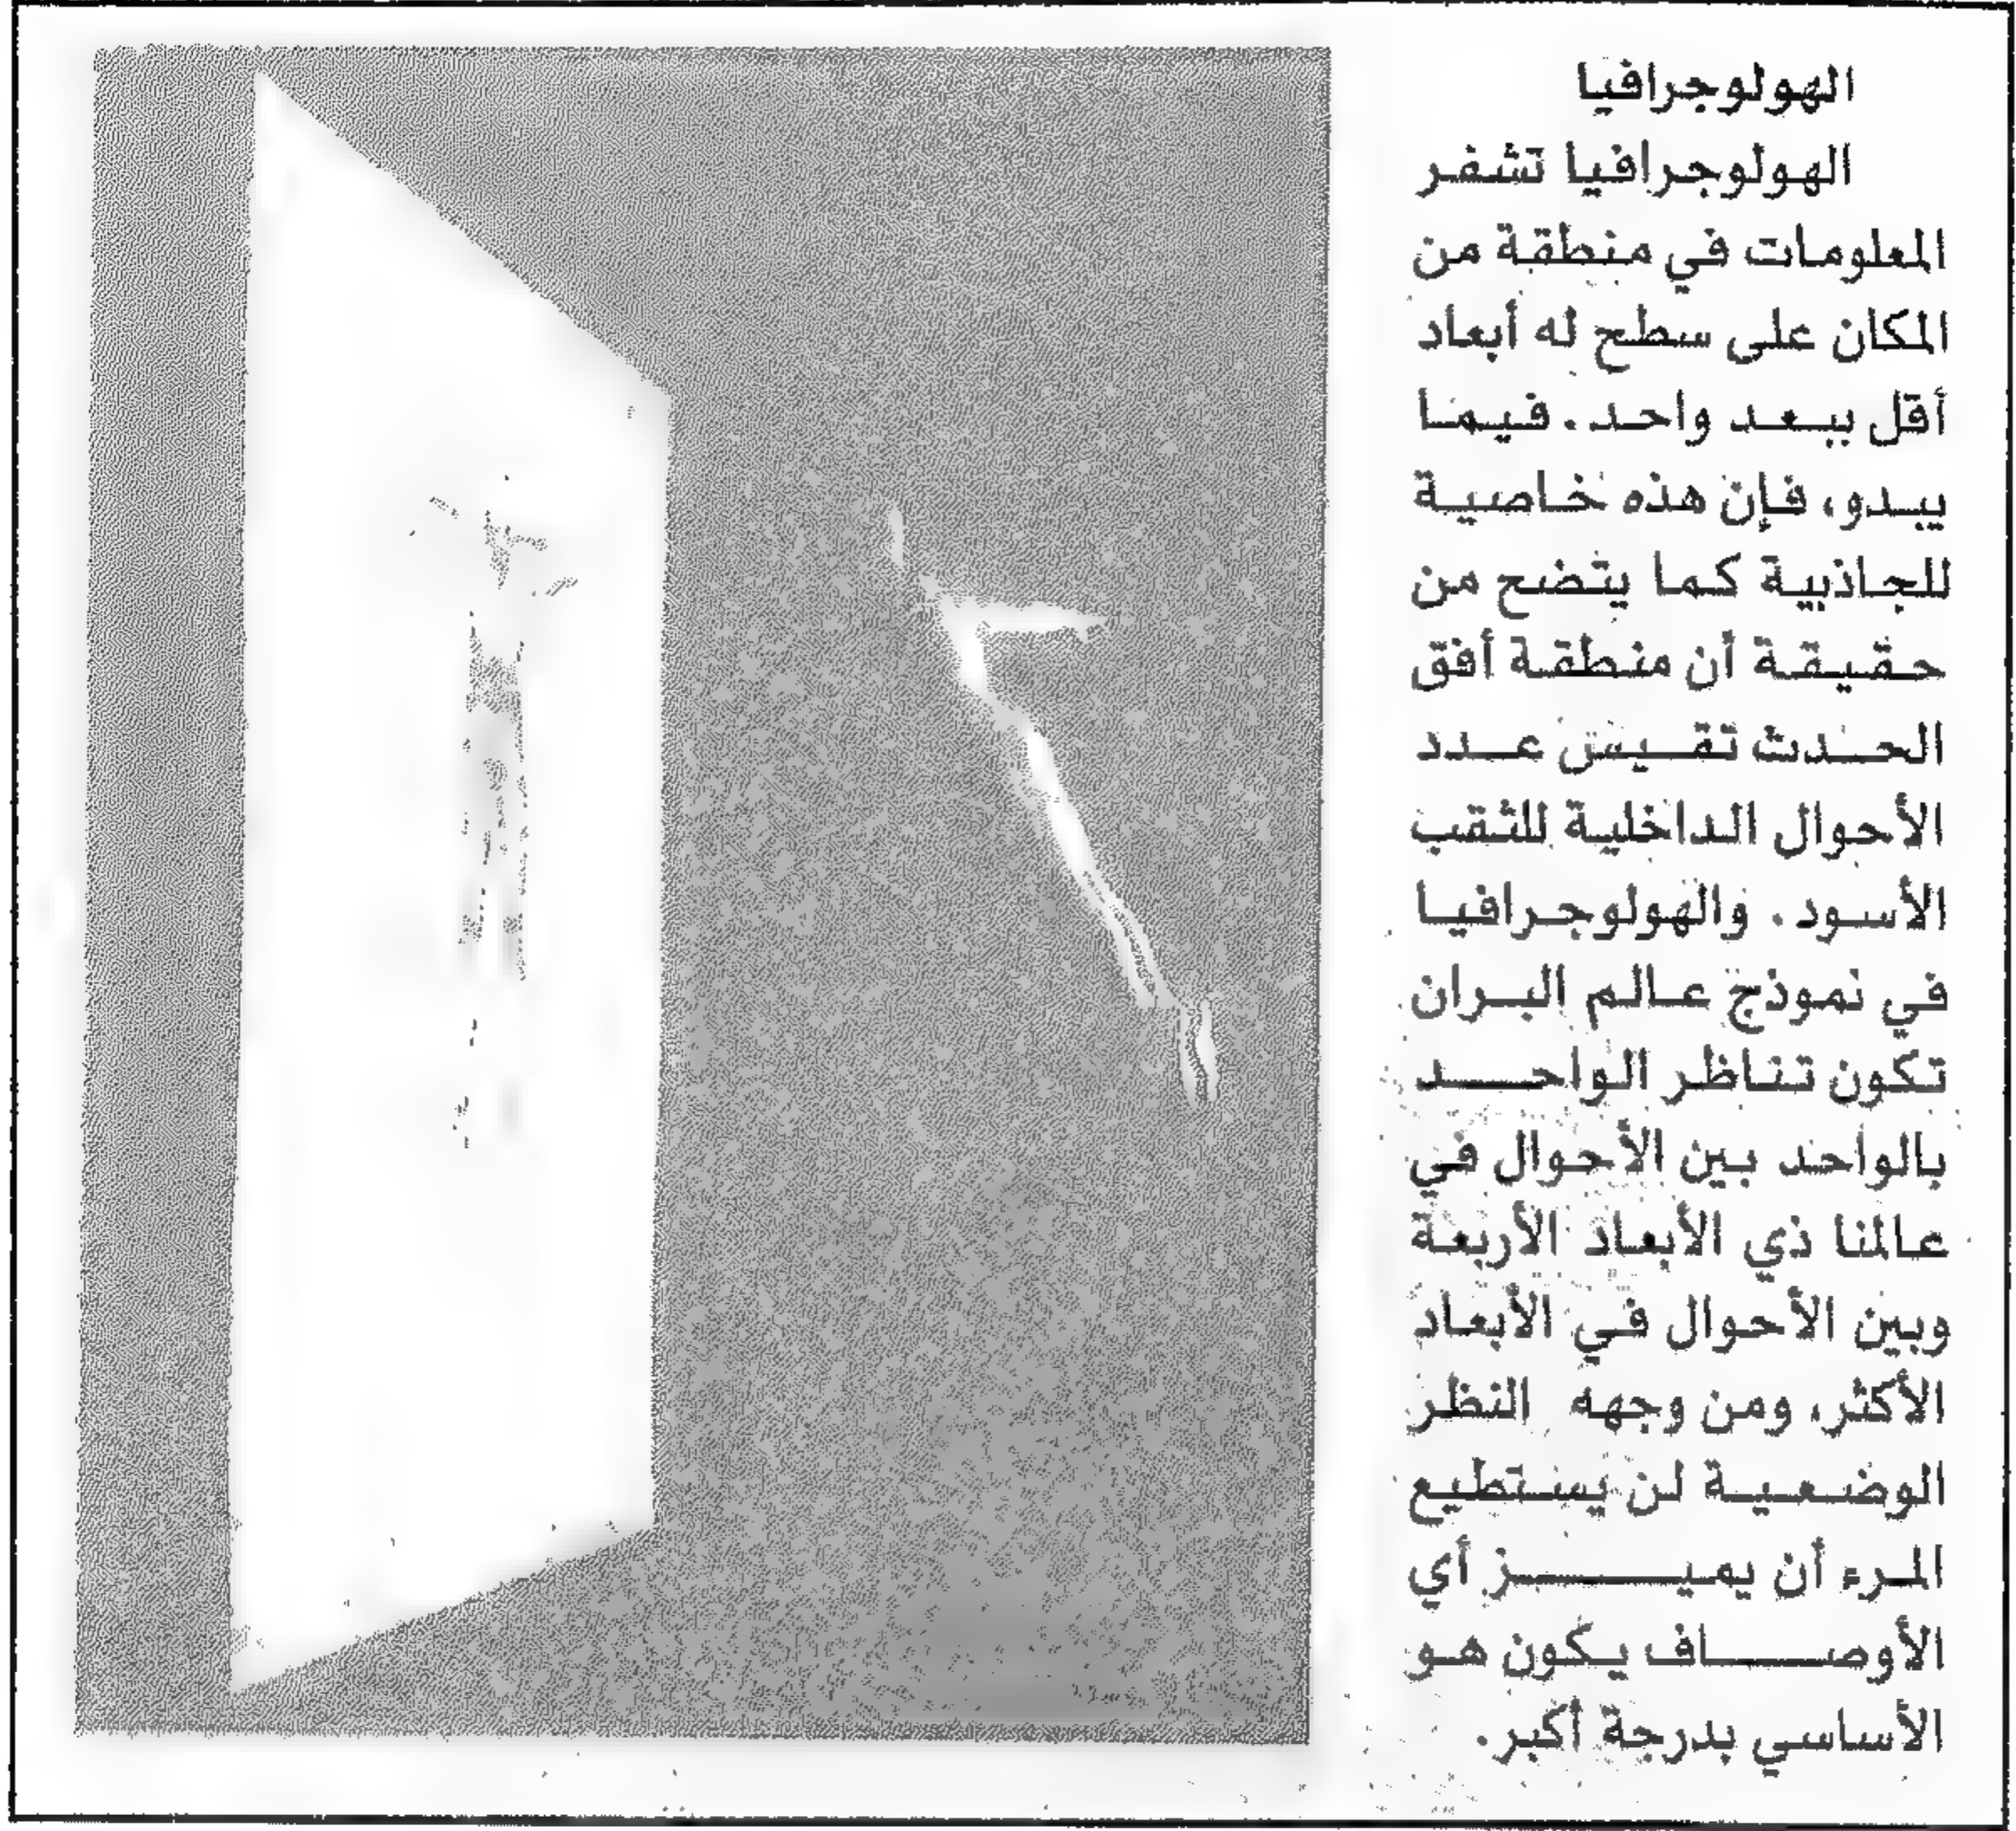 الهولوجرافيا
الهولوجرافيا تشفر
المعلومات في منطقة من
المكان على سطح له أبعاد
أقل ببعد واحد. فيما
يبدو، فإن هذه خاصية
للجاذبية كما يتضح من
حقيقة أن منطقة أفق
الحدث تقيس عدد
الأحوال الداخلية للثقب
الأسود. والهولوجرافيا
في نموذج عالم البران
تكون تناظر الواحد
بالواحد بين الأحوال في
عالمنا ذي الأبعاد الأربعة
وبين الأحوال في الأبعاد
الأكثر، ومن وجهه النظر
الوضعية لن يستطيع
المرء أن يميز أي
الأوصاف يكون هو
الأساسي بدرجة أكبر.